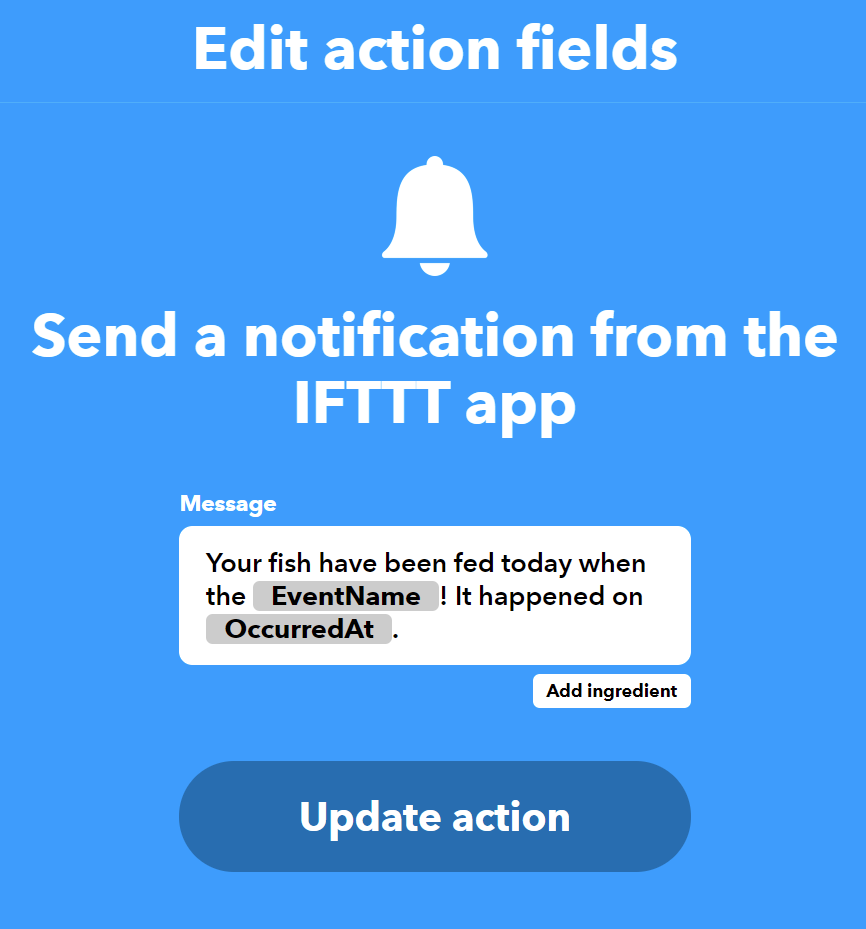 Edit action fields
Send a notification from the
IFTTT app
Message
Your fish have been fed today when
the EventName ! It happened on
OccurredAt .
Add ingredient
Update action